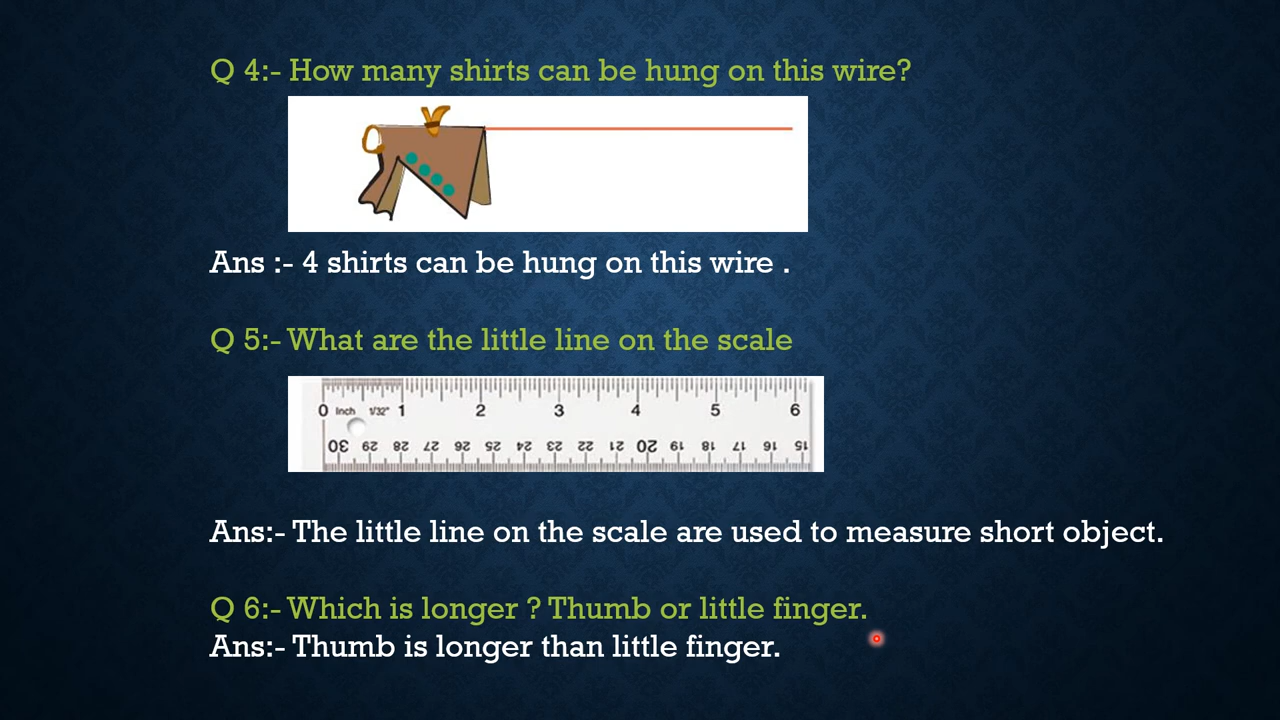 Q 4:- How many shirts can be hung on this wire?
Ans :- 4 shirts can be hung on this wire .
Q 5:- What are the little line on the scale
0 Inch 1/32" 1 2 3 4 5 6
30 29 28 27 26 25 24 23 22 21 20 19 18 17 16 15
Ans:- The little line on the scale are used to measure short object.
Q 6:- Which is longer ? Thumb or little finger.
Ans:- Thumb is longer than little finger.